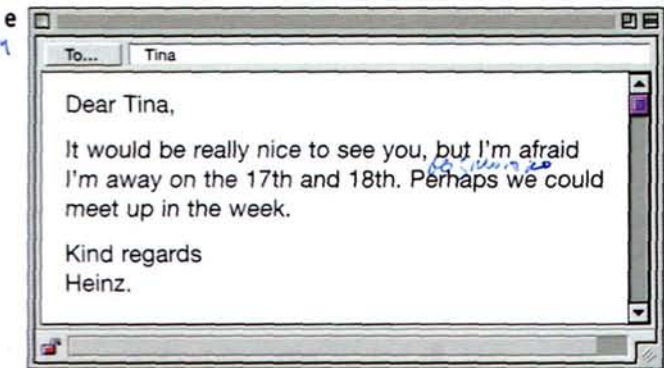 e
To... Tina
Dear Tina,
It would be really nice to see you, but I'm afraid
I'm away on the 17th and 18th. Perhaps we could
meet up in the week.
Kind regards
Heinz.